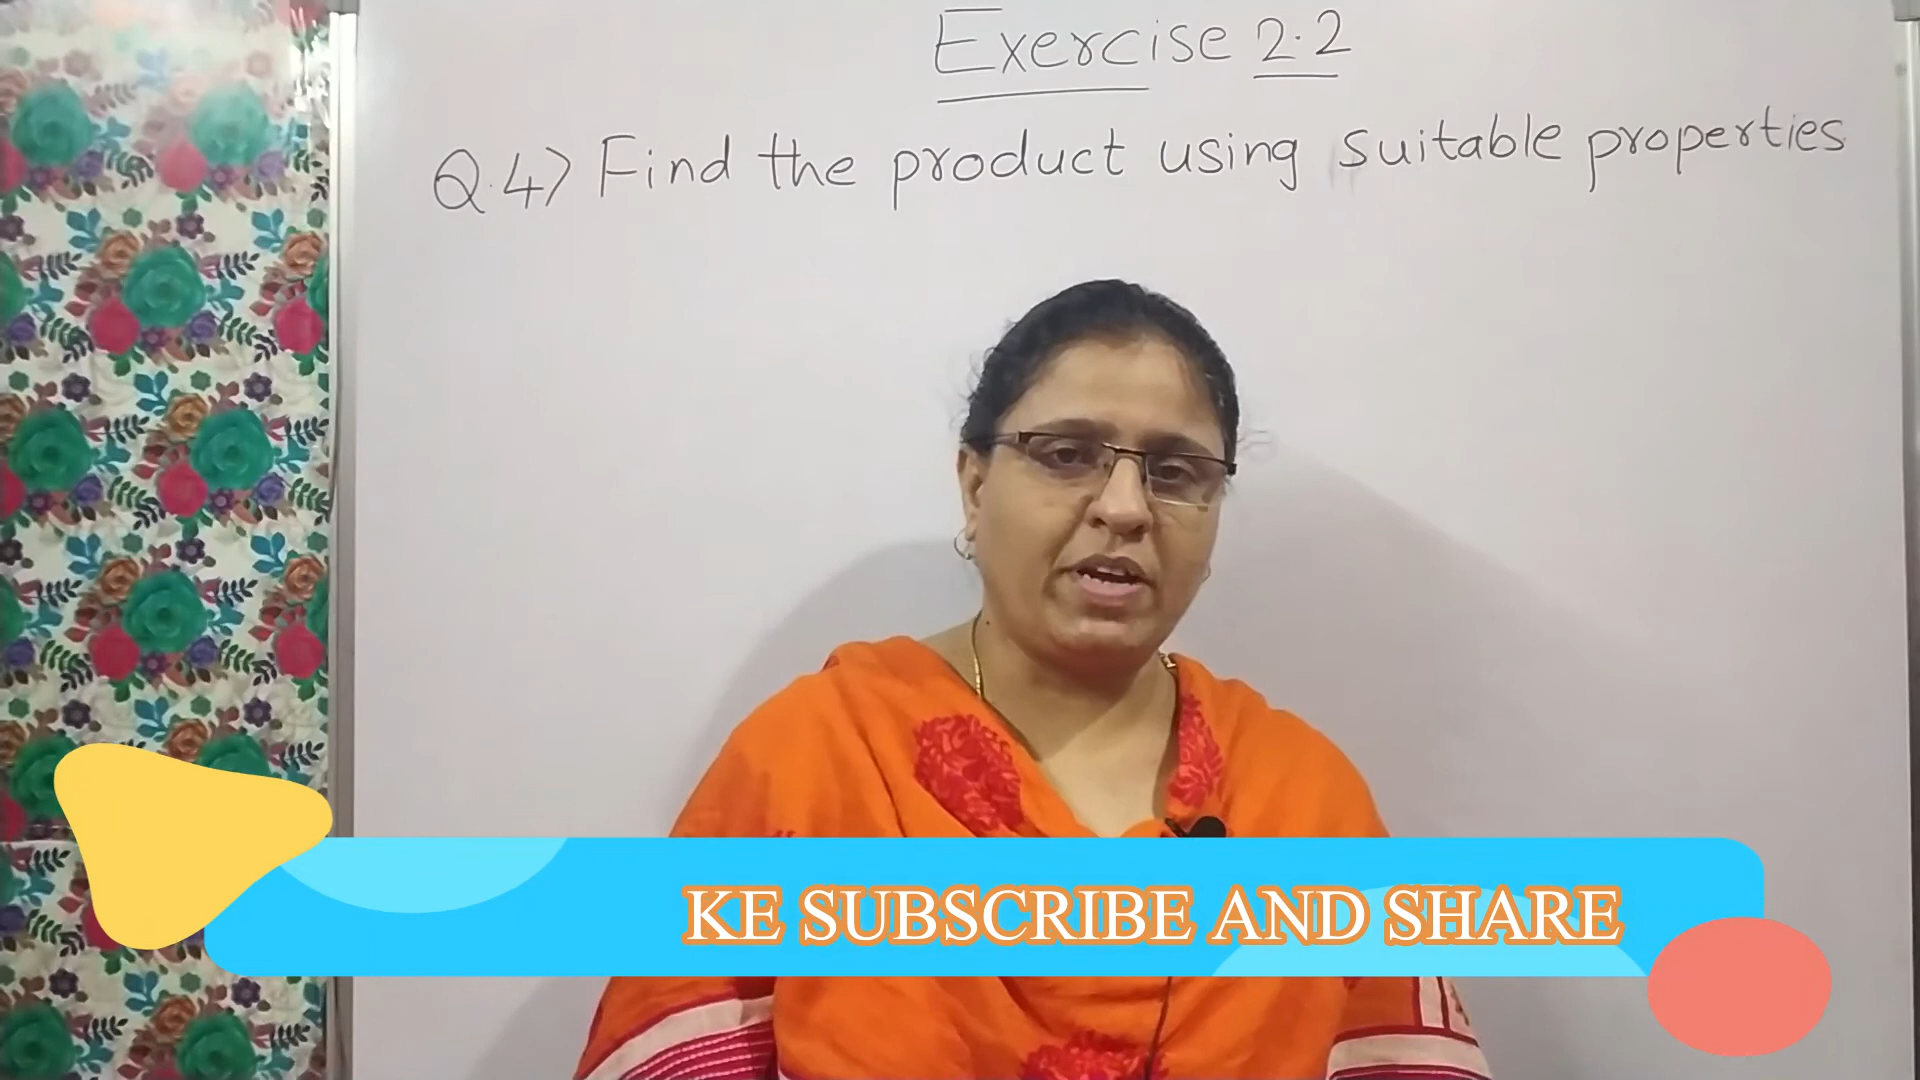 Exercise 2.2
Q.4> Find the product using suitable properties
KE SUBSCRIBE AND SHARE